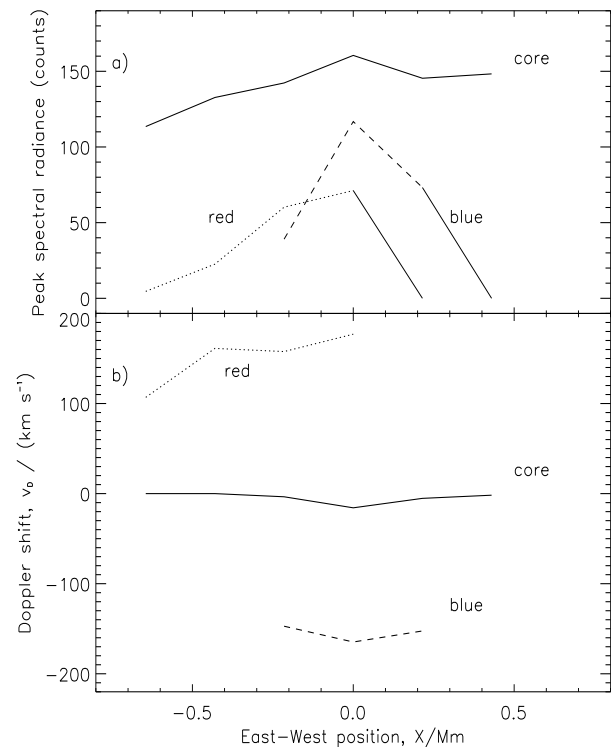 a)
core
red
blue
150
100
50
0
Peak spectral radiance (counts)
b)
red
core
blue
200
100
0
−100
−200
Doppler shift, v_D / (km s⁻¹)
−0.5
0.0
0.5
East−West position, X/Mm